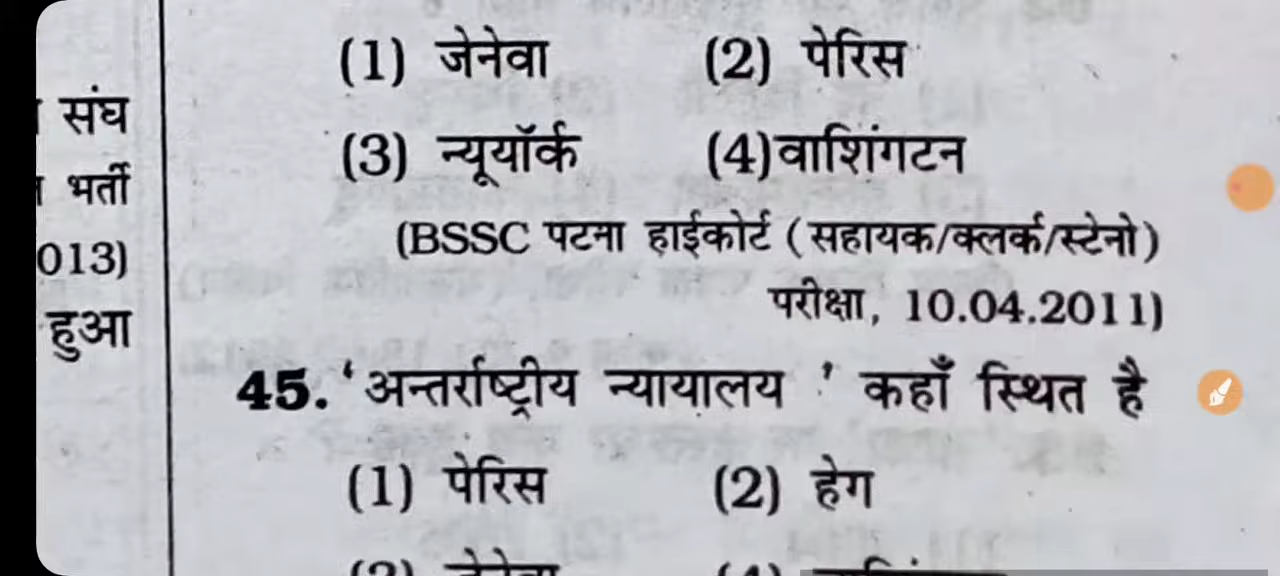 (1) जेनेवा (2) पेरिस
(3) न्यूयॉर्क (4)वाशिंगटन
(BSSC पटना हाईकोर्ट (सहायक/क्लर्क/स्टेनो)
परीक्षा, 10.04.2011)
45. ‘अन्तर्राष्ट्रीय न्यायालय ’ कहाँ स्थित है
(1) पेरिस (2) हेग
संघ
भर्ती
013)
हुआ